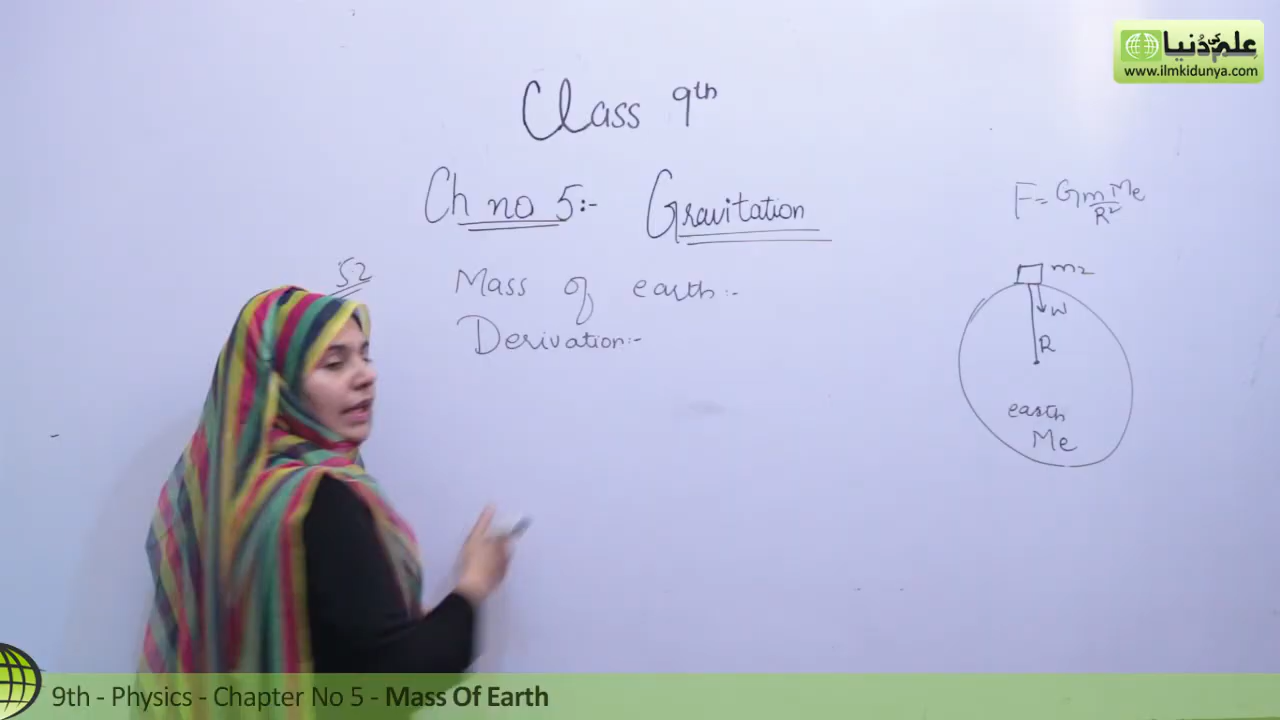 علم کی دنیا
www.ilmkidunya.com
Class 9th
Ch no 5:- Gravitation
F = G m Me / R²
52
Mass of earth:-
Derivation:-
m2
W
R
earth
Me
9th - Physics - Chapter No 5 - Mass Of Earth